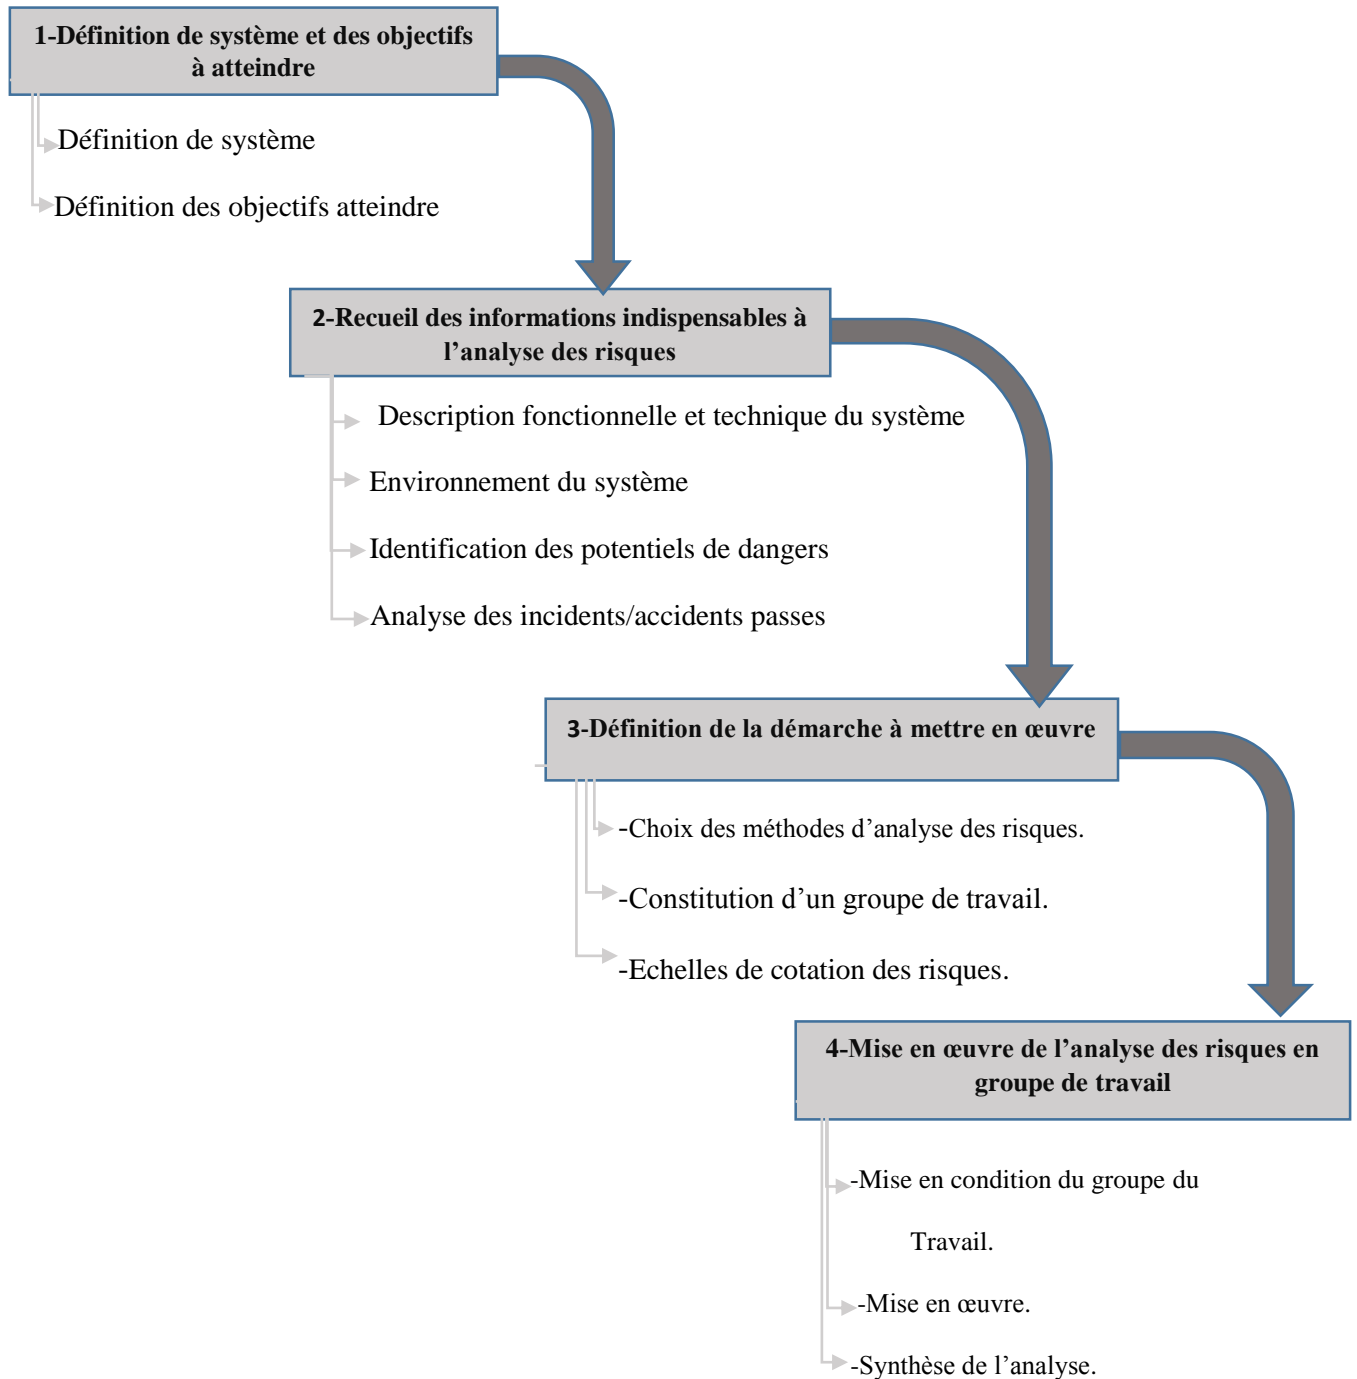 1-Définition de système et des objectifs
à atteindre
Définition de système
Définition des objectifs atteindre
2-Recueil des informations indispensables à
l’analyse des risques
Description fonctionnelle et technique du système
Environnement du système
Identification des potentiels de dangers
Analyse des incidents/accidents passes
3-Définition de la démarche à mettre en œuvre
-Choix des méthodes d’analyse des risques.
-Constitution d’un groupe de travail.
-Echelles de cotation des risques.
4-Mise en œuvre de l’analyse des risques en
groupe de travail
-Mise en condition du groupe du
Travail.
-Mise en œuvre.
-Synthèse de l’analyse.